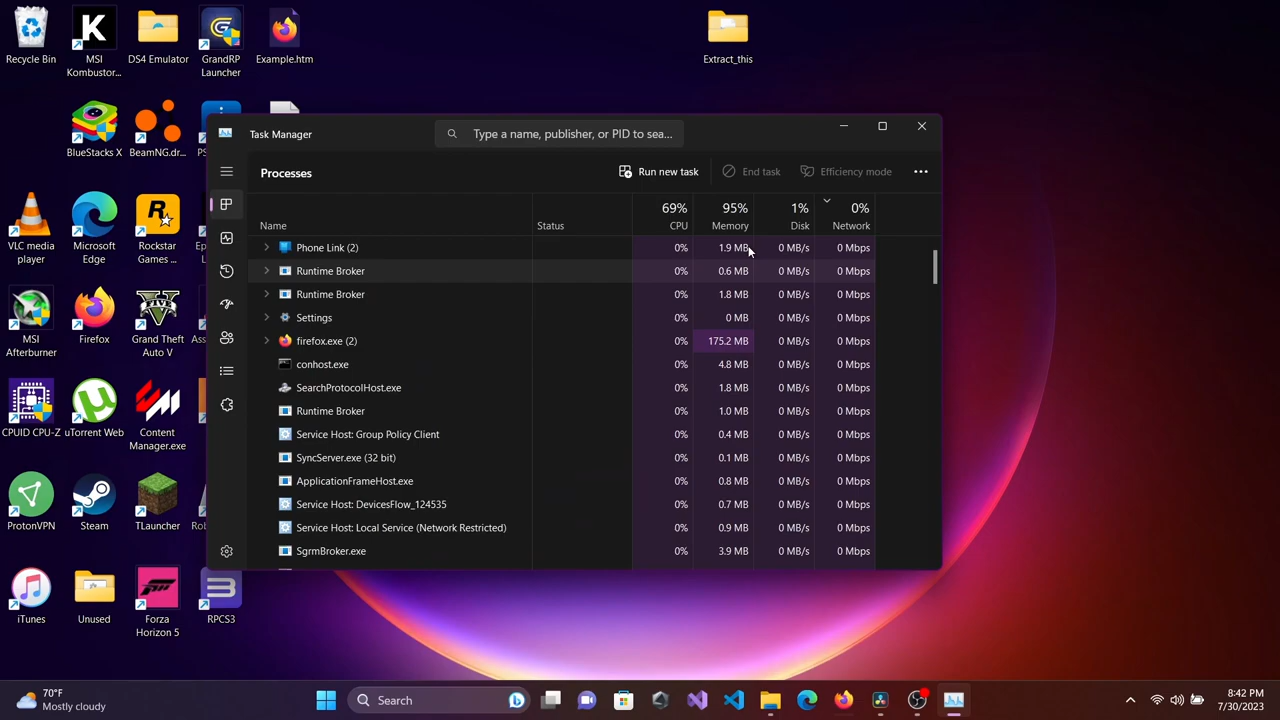 Recycle Bin
MSI
Kombustor...
DS4 Emulator
GrandRP
Launcher
Example.htm
Extract_this
BlueStacks X
BeamNG.dr...
PS
VLC media
player
Microsoft
Edge
Rockstar
Games ...
Ep
MSI
Afterburner
Firefox
Grand Theft
Auto V
Ass
CPUID CPU-Z
uTorrent Web
Content
Manager.exe
ProtonVPN
Steam
TLauncher
Rob
iTunes
Unused
Forza
Horizon 5
RPCS3
Task Manager
Type a name, publisher, or PID to sea...
Processes
Run new task
End task
Efficiency mode
69% 95% 1% 0%
Name Status CPU Memory Disk Network
Phone Link (2) 0% 1.9 MB 0 MB/s 0 Mbps
Runtime Broker 0% 0.6 MB 0 MB/s 0 Mbps
Runtime Broker 0% 1.8 MB 0 MB/s 0 Mbps
Settings 0% 0 MB 0 MB/s 0 Mbps
firefox.exe (2) 0% 175.2 MB 0 MB/s 0 Mbps
conhost.exe 0% 4.8 MB 0 MB/s 0 Mbps
SearchProtocolHost.exe 0% 1.8 MB 0 MB/s 0 Mbps
Runtime Broker 0% 1.0 MB 0 MB/s 0 Mbps
Service Host: Group Policy Client 0% 0.4 MB 0 MB/s 0 Mbps
SyncServer.exe (32 bit) 0% 0.1 MB 0 MB/s 0 Mbps
ApplicationFrameHost.exe 0% 0.8 MB 0 MB/s 0 Mbps
Service Host: DevicesFlow_124535 0% 0.7 MB 0 MB/s 0 Mbps
Service Host: Local Service (Network Restricted) 0% 0.9 MB 0 MB/s 0 Mbps
SgrmBroker.exe 0% 3.9 MB 0 MB/s 0 Mbps
70°F
Mostly cloudy
Search
8:42 PM
7/30/2023